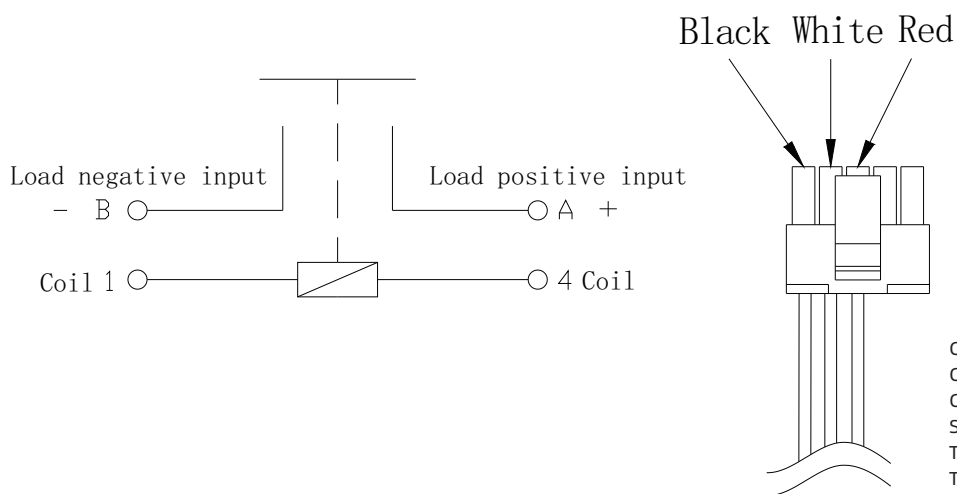 Black White Red
Load negative input
Load positive input
- B
A +
Coil 1
4 Coil